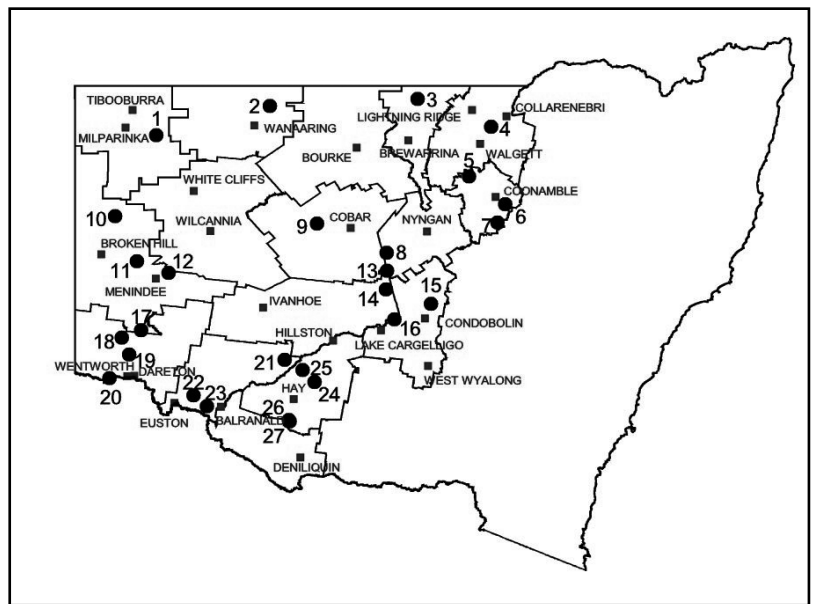 TIBOOBURRA
1
MILPARINKA
2
WANAARING
3
LIGHTNING RIDGE
COLLARENEBRI
4
BOURKE
BREWARRINA
WALGETT
5
WHITE CLIFFS
COONAMBLE
6
10
WILCANNIA
9
COBAR
NYNGAN
7
BROKEN HILL
8
11
12
13
MENINDEE
14
15
IVANHOE
17
16
CONDOBOLIN
18
HILLSTON
LAKE CARGELLIGO
19
21
WENTWORTH
DARETON
25
WEST WYALONG
20
22
HAY
24
23
26
EUSTON
BALRANALD
27
DENILIQUIN